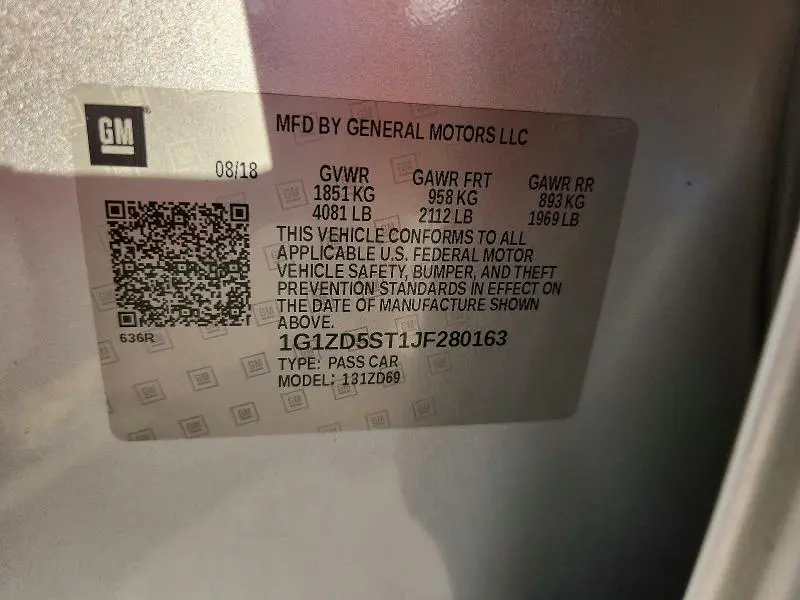 GM
MFD BY GENERAL MOTORS LLC
08/18
GVWR GAWR FRT GAWR RR
1851 KG 958 KG 893 KG
4081 LB 2112 LB 1969 LB
THIS VEHICLE CONFORMS TO ALL
APPLICABLE U.S. FEDERAL MOTOR
VEHICLE SAFETY, BUMPER, AND THEFT
PREVENTION STANDARDS IN EFFECT ON
THE DATE OF MANUFACTURE SHOWN
ABOVE.
636R
1G1ZD5ST1JF280163
TYPE: PASS CAR
MODEL: 131ZD69